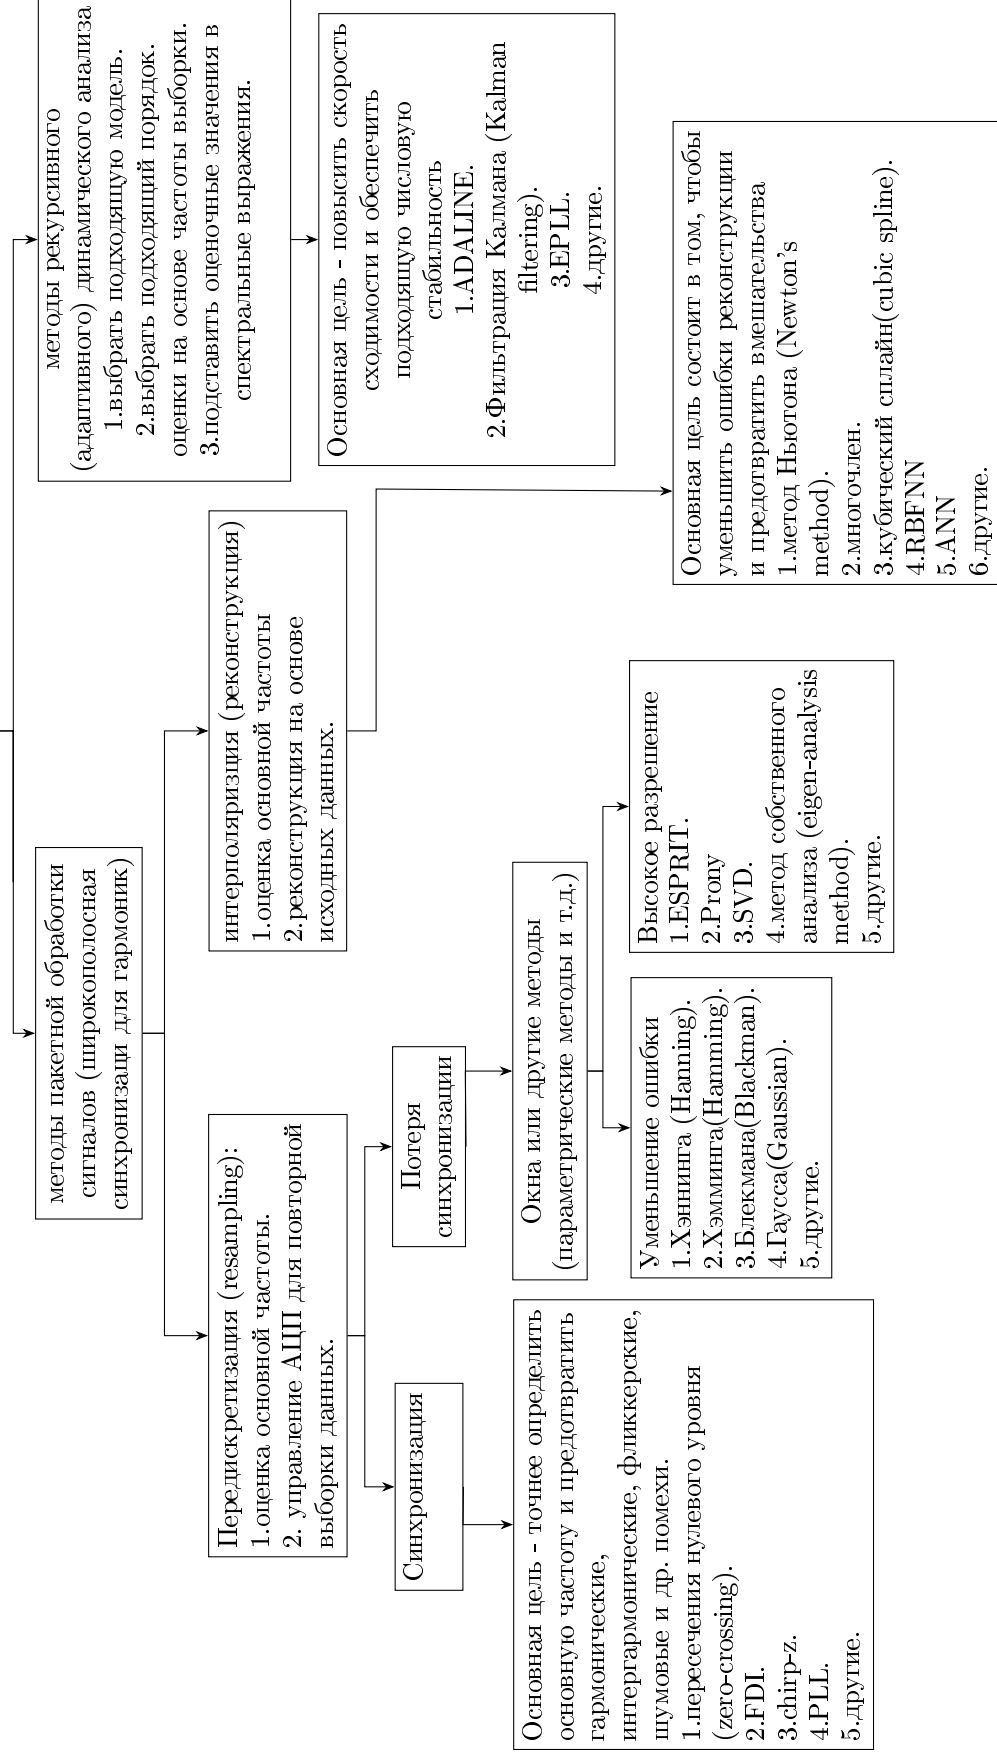 методы пакетной обработки
сигналов (широкополосная
синхронизаци для гармоник)
методы рекурсивного
(адаптивного) динамического анализа
1.выбрать подходящую модель.
2.выбрать подходящий порядок.
оценки на основе частоты выборки.
3.подставить оценочные значения в
спектральные выражения.
Передискретизация (resampling):
1.оценка основной частоты.
2. управление АЦП для повторной
выборки данных.
интерполяризция (реконструкция)
1.оценка основной частоты
2.реконструкция на основе
исходных данных.
Основная цель - повысить скорость
сходимости и обеспечить
подходящую числовую
стабильность
1.ADALINE.
2.Фильтрация Калмана (Kalman
filtering).
3.EPLL.
4.другие.
Синхронизация
Потеря
синхронизации
Основная цель - точнее определить
основную частоту и предотвратить
гармонические,
интергармонические, фликкерские,
шумовые и др. помехи.
1.пересечения нулевого уровня
(zero-crossing).
2.FDI.
3.chirp-z.
4.PLL.
5.другие.
Окна или другие методы
(параметрические методы и т.д.)
Уменьшение ошибки
1.Хэннинга (Hanning).
2.Хэмминга(Hamming).
3.Блекмана(Blackman).
4.Гаусса(Gaussian).
5.другие.
Высокое разрешение
1.ESPRIT.
2.Prony
3.SVD.
4.метод собственного
анализа (eigen-analysis
method).
5.другие.
Основная цель состоит в том, чтобы
уменьшить ошибки реконструкции
и предотвратить вмешательства
1.метод Ньютона (Newton's
method).
2.многочлен.
3.кубический сплайн(cubic spline).
4.RBFNN
5.ANN
6.другие.